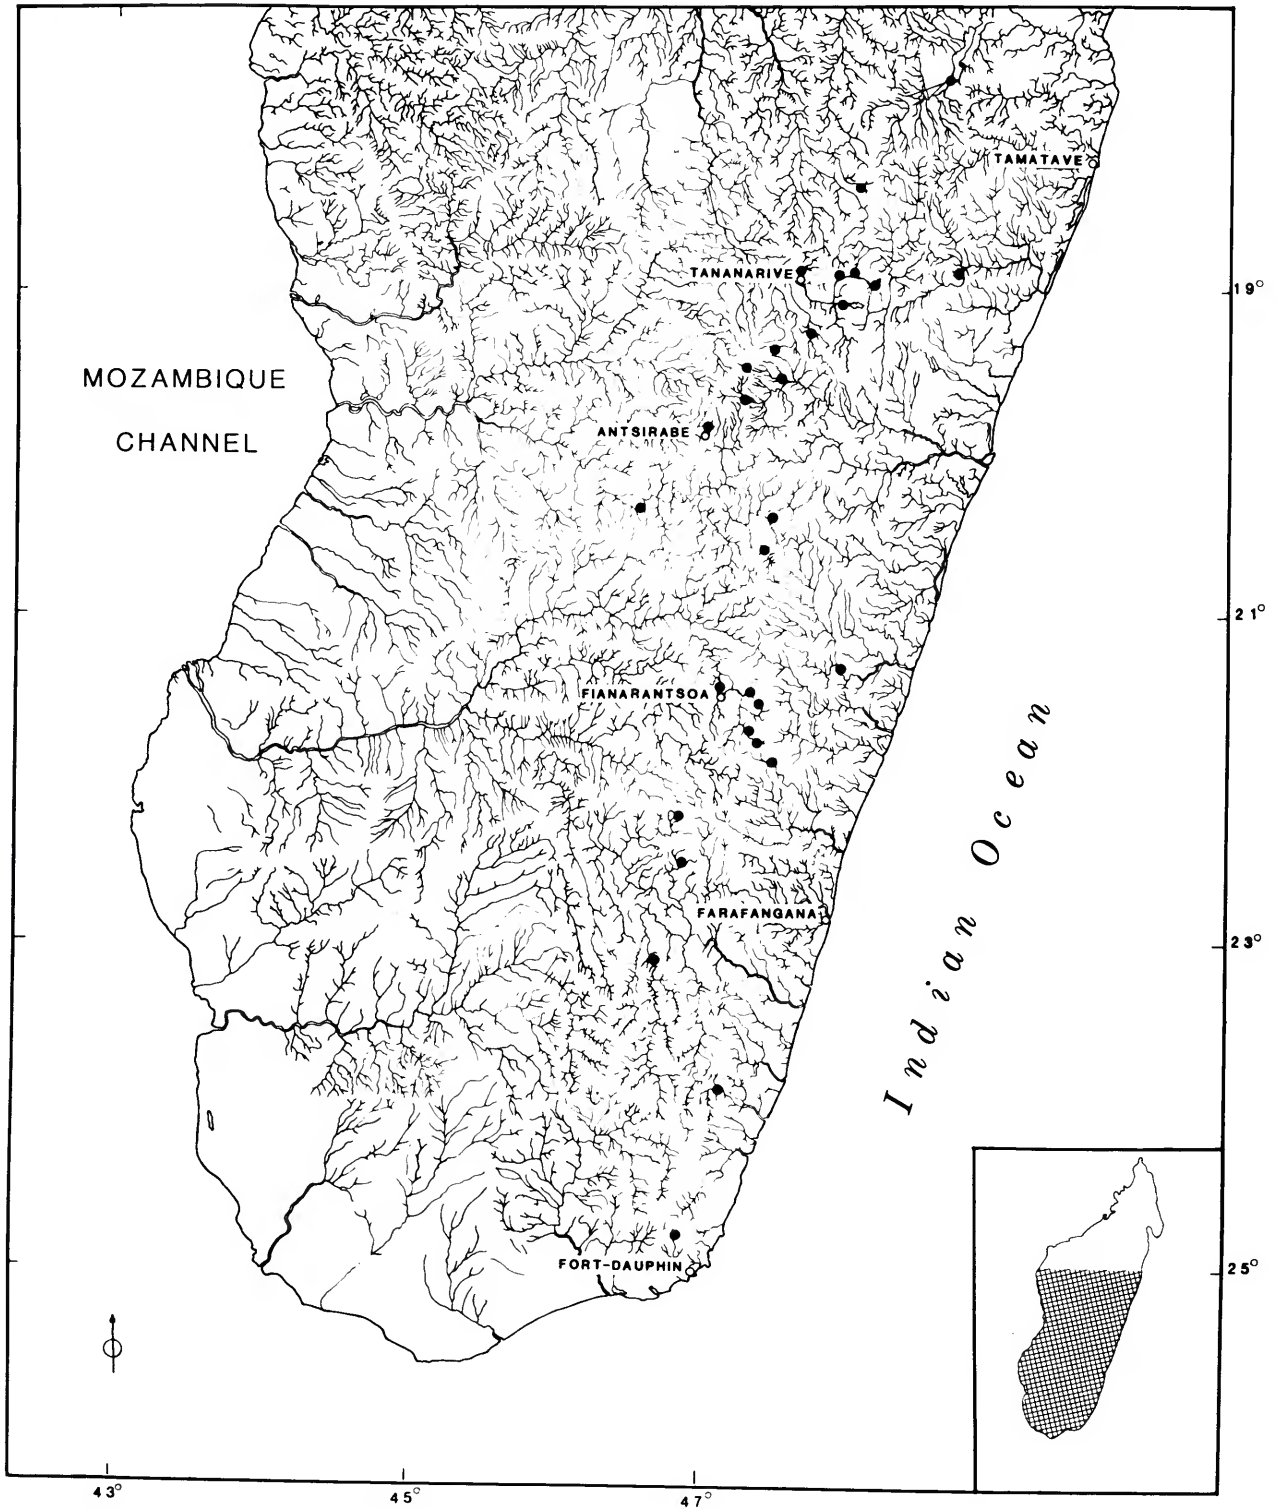 TAMATAVE
TANANARIVE
19°
MOZAMBIQUE
CHANNEL
ANTSIRABE
21°
FIANARANTSOA
Indian Ocean
FARAFANGANA
23°
FORT-DAUPHIN
25°
43°
45°
47°